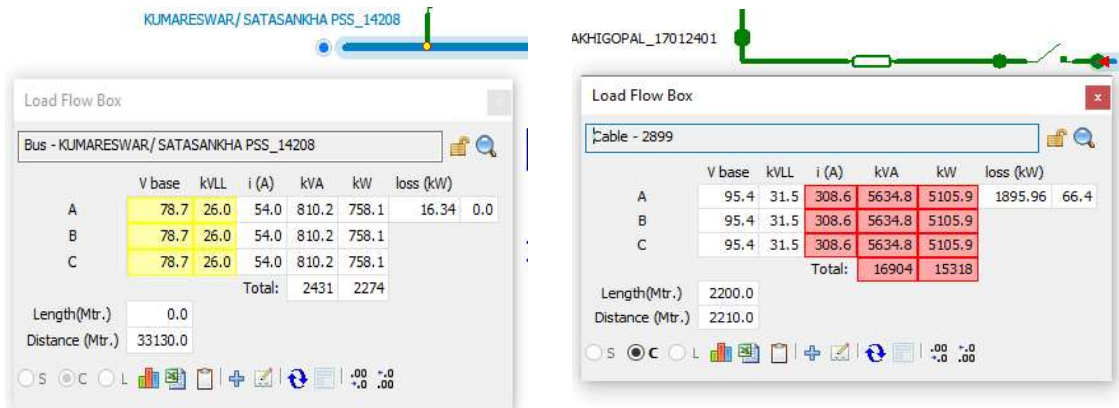 KUMARESWAR/ SATASANKHA PSS_14208
Load Flow Box
Bus - KUMARESWAR/ SATASANKHA PSS_14208
V base kVLL i (A) kVA kW loss (kW)
A 78.7 26.0 54.0 810.2 758.1 16.34 0.0
B 78.7 26.0 54.0 810.2 758.1
C 78.7 26.0 54.0 810.2 758.1
Total: 2431 2274
Length(Mtr.) 0.0
Distance (Mtr.) 33130.0
S C L .00 +.0 +.0 .00
AKHIGOPAL_17012401
Load Flow Box
x
Cable - 2899
V base kVLL i (A) kVA kW loss (kW)
A 95.4 31.5 308.6 5634.8 5105.9 1895.96 66.4
B 95.4 31.5 308.6 5634.8 5105.9
C 95.4 31.5 308.6 5634.8 5105.9
Total: 16904 15318
Length(Mtr.) 2200.0
Distance (Mtr.) 2210.0
S C L .00 +.0 +.0 .00